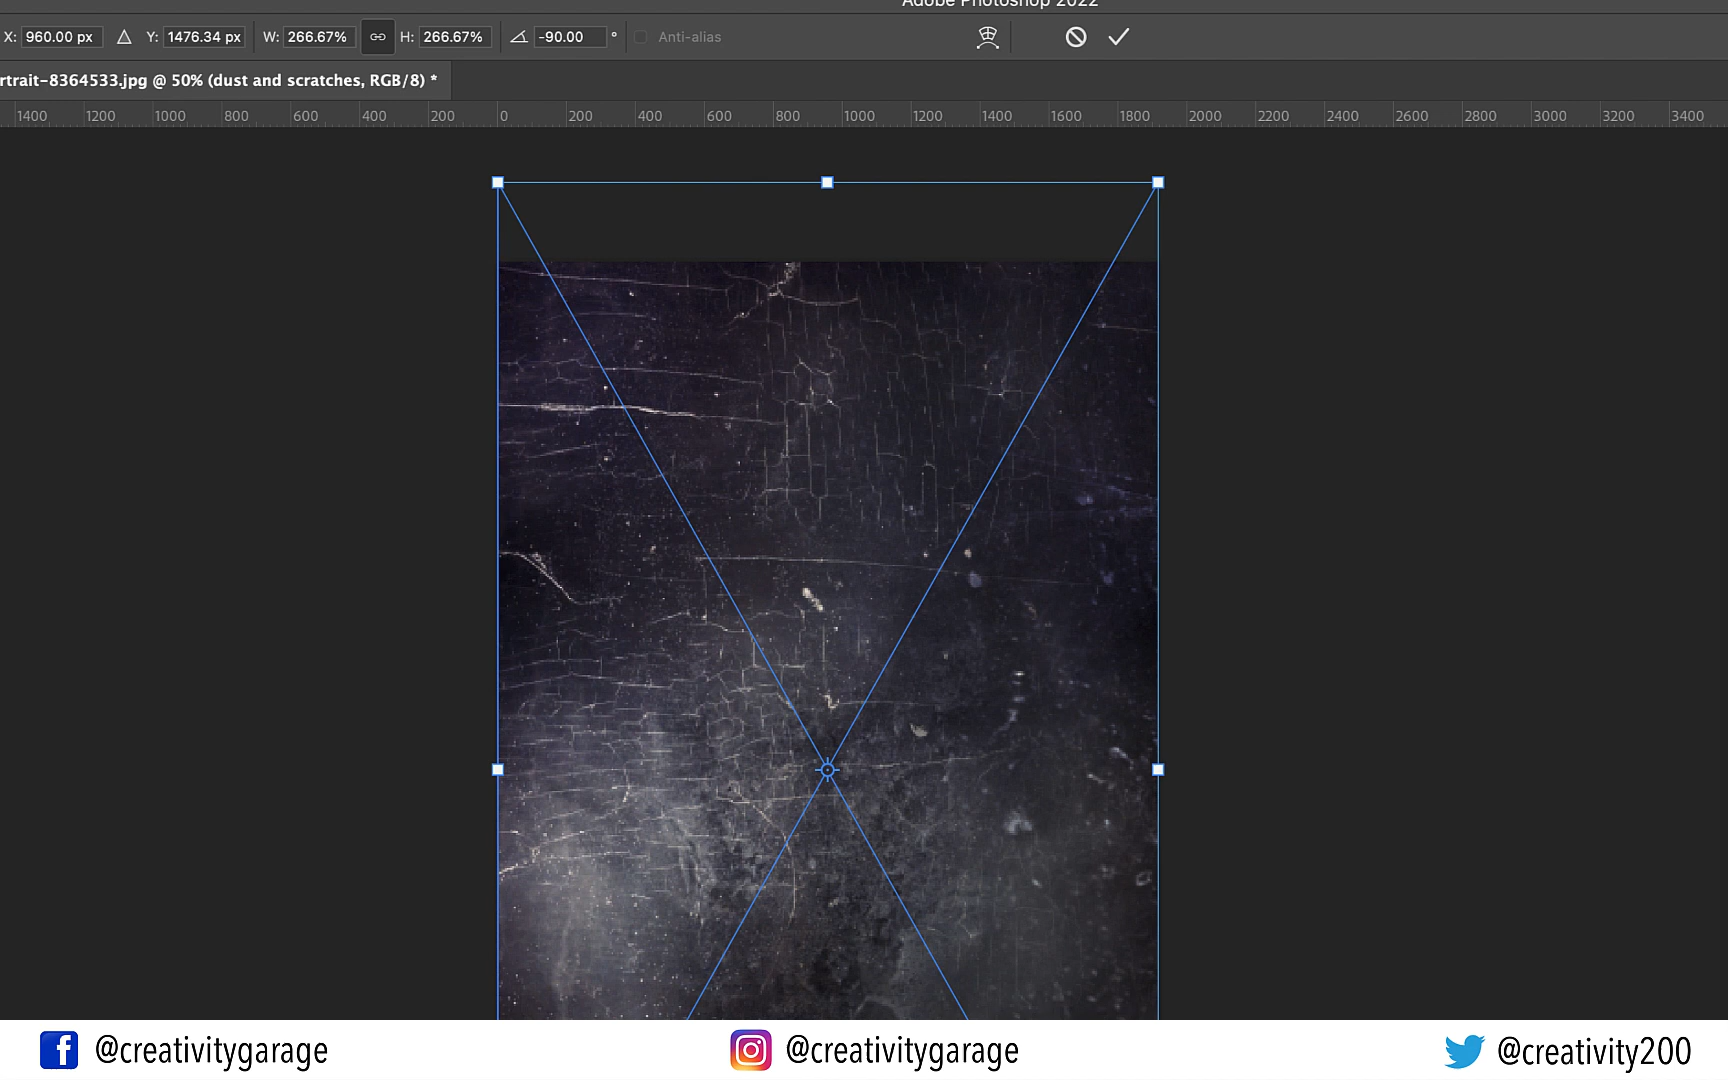 Adobe Photoshop 2022
X: 960.00 px Y: 1476.34 px W: 266.67% H: 266.67% -90.00 ° Anti-alias
rtrait-8364533.jpg @ 50% (dust and scratches, RGB/8) *
1400 1200 1000 800 600 400 200 0 200 400 600 800 1000 1200 1400 1600 1800 2000 2200 2400 2600 2800 3000 3200 3400
@creativitygarage @creativitygarage @creativity200